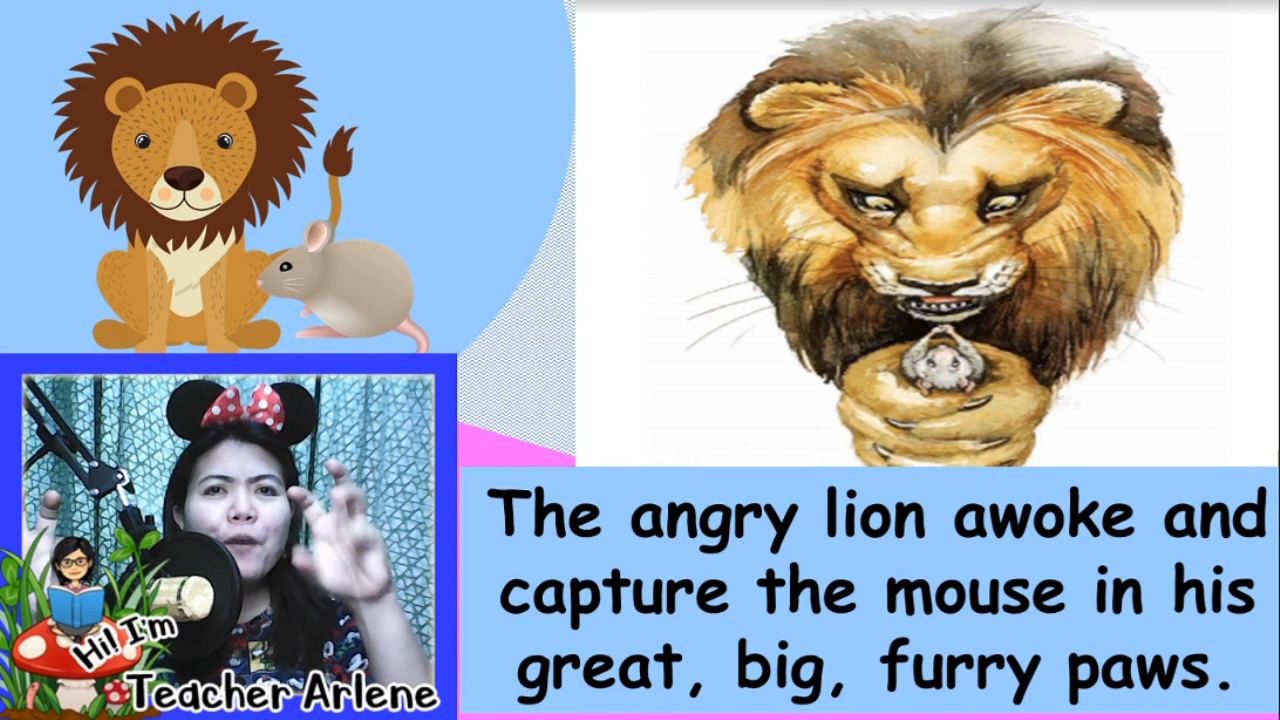 The angry lion awoke and
capture the mouse in his
great, big, furry paws.
Hi! I'm
Teacher Arlene